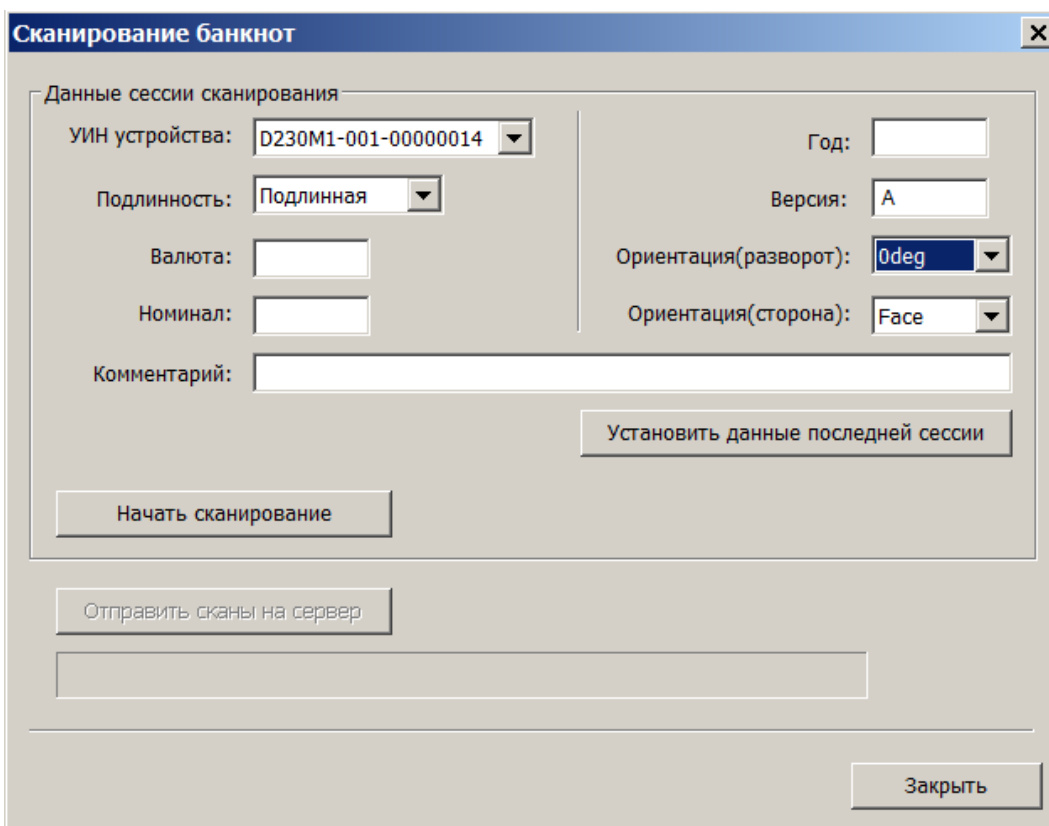 Сканирование банкнот
Данные сессии сканирования
УИН устройства: D230M1-001-00000014
Подлинность: Подлинная
Валюта:
Номинал:
Год:
Версия: A
Ориентация(разворот): 0deg
Ориентация(сторона): Face
Комментарий:
Установить данные последней сессии
Начать сканирование
Отправить сканы на сервер
Закрыть